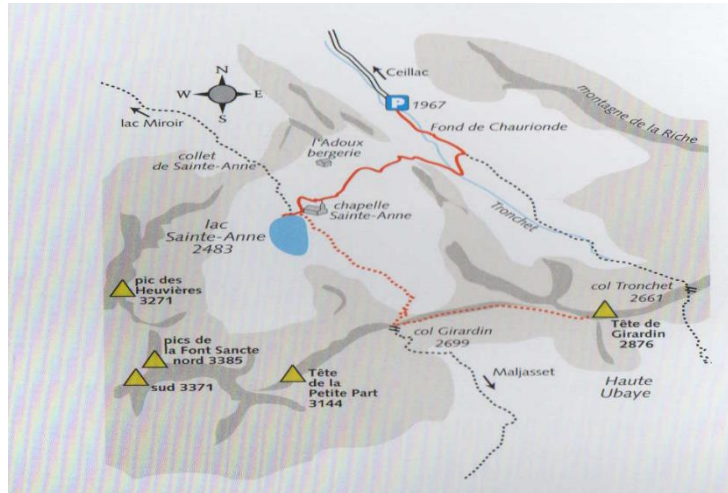 N
W E
S
Ceillac
P 1967
Fond de Chaurionde
montagne de la Riche
lac Miroir
collet
de Sainte-Anne
l'Adoux
bergerie
chapelle
Sainte-Anne
Tronchet
lac
Sainte-Anne
2483
pic des
Heuvières
3271
col Tronchet
2661
col Girardin
2699
Tête de
Girardin
2876
pics de
la Font Sancte
nord 3385
sud 3371
Tête
de la
Petite Part
3144
Maljasset
Haute
Ubaye